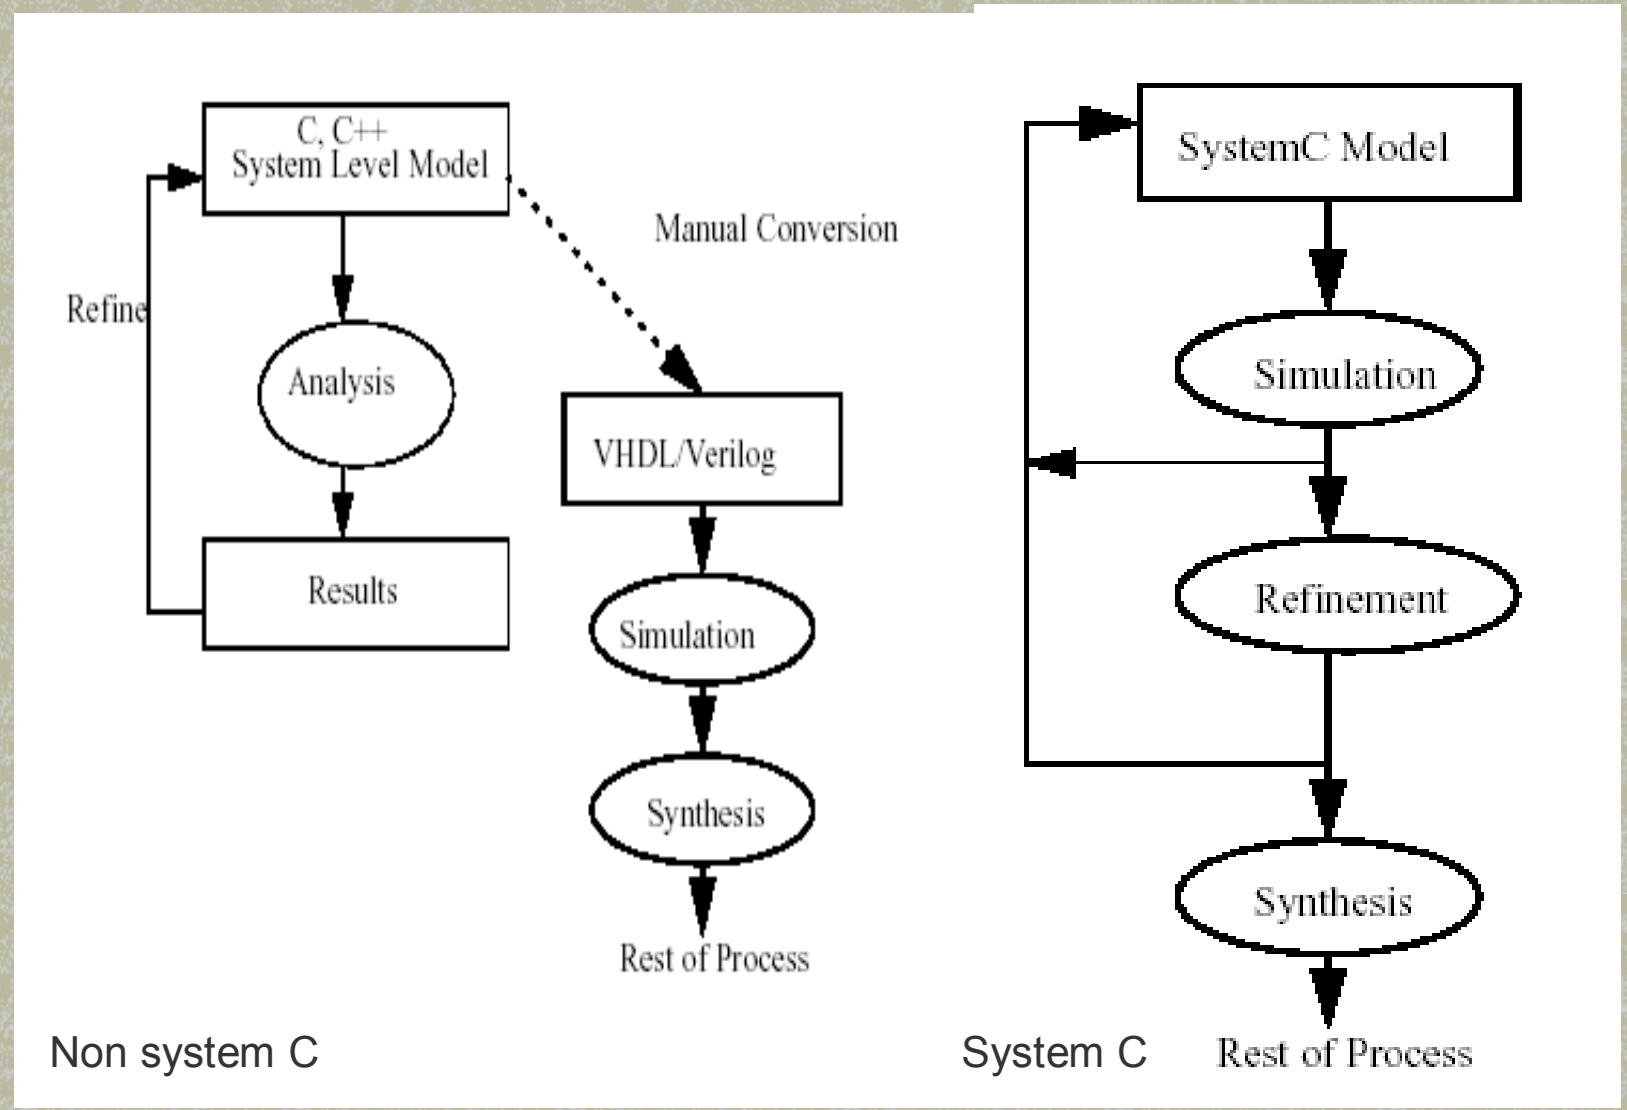 C, C++
System Level Model
Manual Conversion
Refine
Analysis
VHDL/Verilog
Results
Simulation
Synthesis
Rest of Process
Non system C
SystemC Model
Simulation
Refinement
Synthesis
Rest of Process
System C